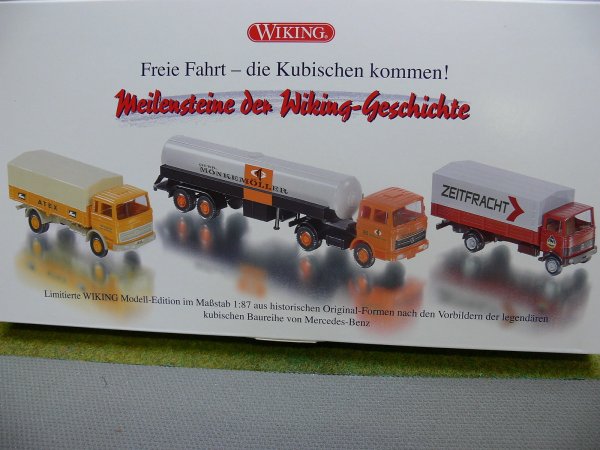 WIKING
Freie Fahrt – die Kubischen kommen!
Meilensteine der Wiking-Geschichte
ATEX
GEBR.
MÖNKEMÖLLER
ZEITFRACHT
Limitierte WIKING Modell-Edition im Maßstab 1:87 aus historischen Original-Formen nach den Vorbildern der legendären
kubischen Baureihe von Mercedes-Benz